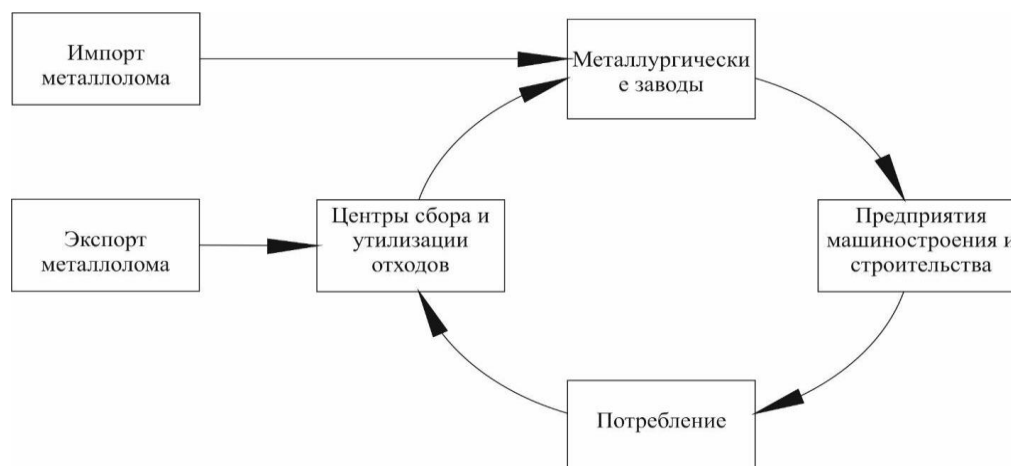 Импорт
металлолома
Металлургически
е заводы
Экспорт
металлолома
Центры сбора и
утилизации
отходов
Предприятия
машиностроения и
строительства
Потребление